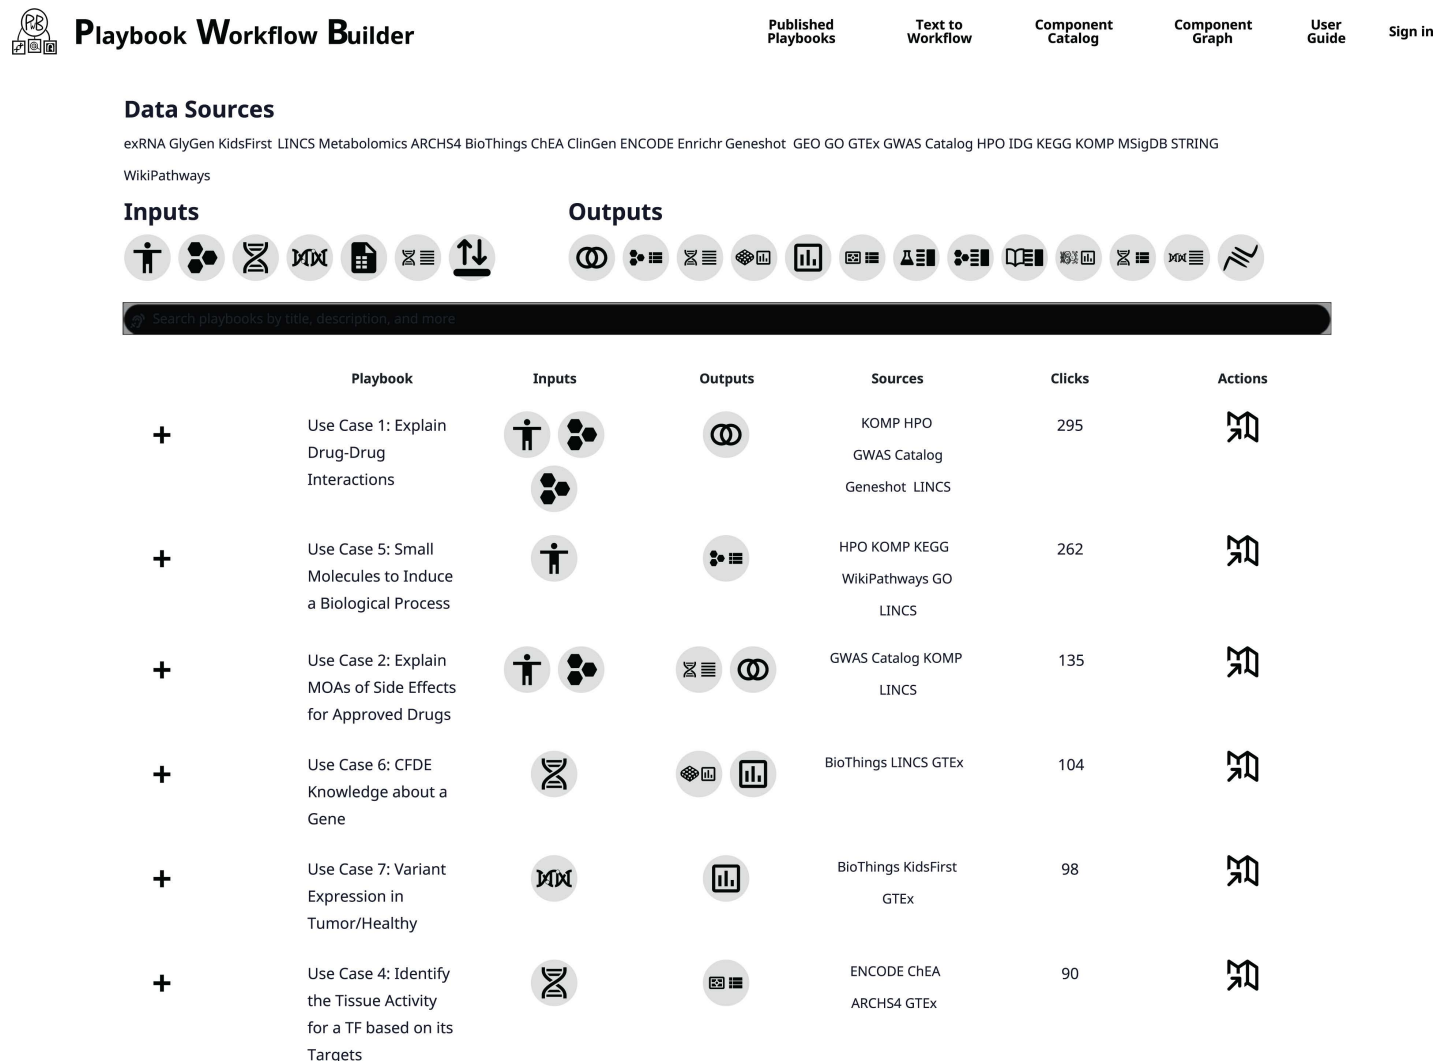 Playbook Workflow Builder
Published Playbooks
Text to Workflow
Component Catalog
Component Graph
User Guide
Sign in
Data Sources
exRNA GlyGen KidsFirst LINCS Metabolomics ARCHS4 BioThings ChEA ClinGen ENCODE Enrichr Geneshot GEO GO GTEx GWAS Catalog HPO IDG KEGG KOMP MSigDB STRING
WikiPathways
Inputs
Outputs
Search playbooks by title, description, and more
Playbook Inputs Outputs Sources Clicks Actions
+
Use Case 1: Explain
Drug-Drug
Interactions
KOMP HPO
GWAS Catalog
Geneshot LINCS
295
+
Use Case 5: Small
Molecules to Induce
a Biological Process
HPO KOMP KEGG
WikiPathways GO
LINCS
262
+
Use Case 2: Explain
MOAs of Side Effects
for Approved Drugs
GWAS Catalog KOMP
LINCS
135
+
Use Case 6: CFDE
Knowledge about a
Gene
BioThings LINCS GTEx
104
+
Use Case 7: Variant
Expression in
Tumor/Healthy
BioThings KidsFirst
GTEx
98
+
Use Case 4: Identify
the Tissue Activity
for a TF based on its
Targets
ENCODE ChEA
ARCHS4 GTEx
90